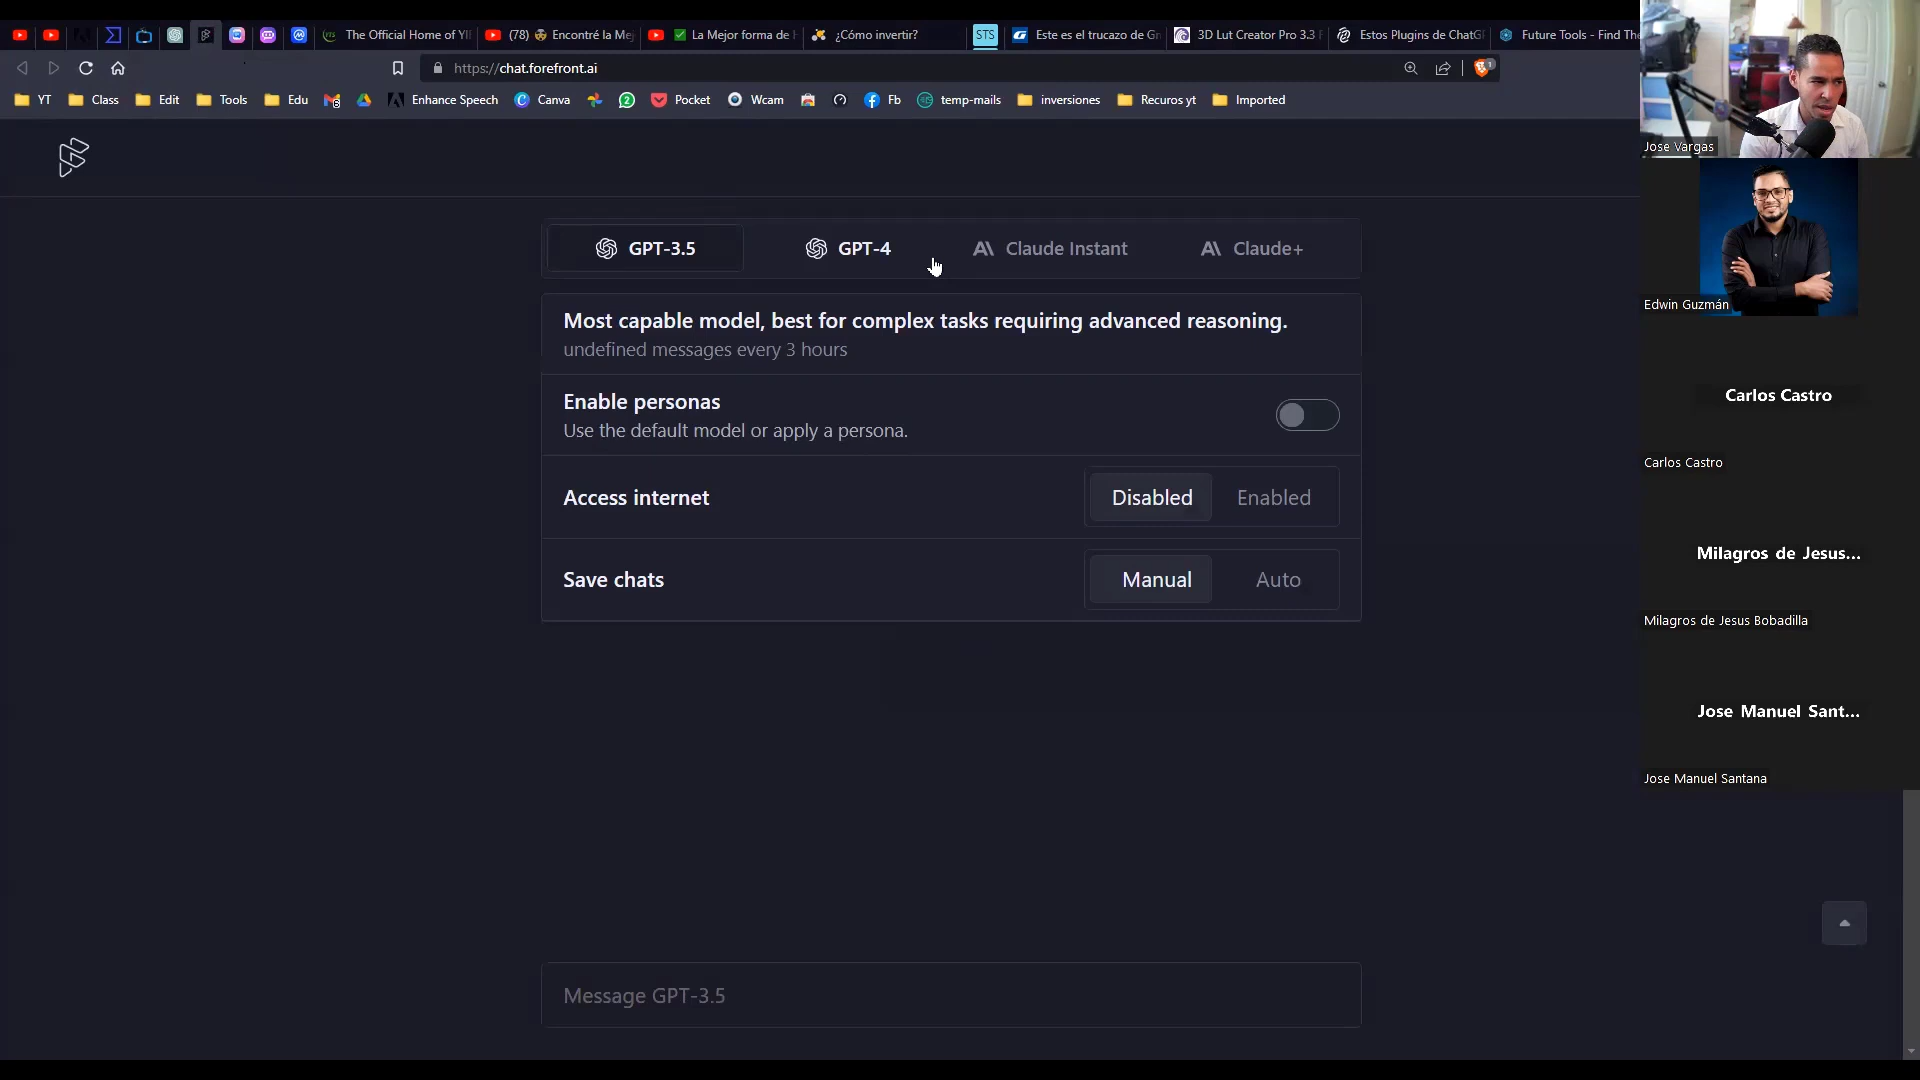 The Official Home of YI
(78) 🤯 Encontré la Me
✅ La Mejor forma de
¿Cómo invertir?
STS
Este es el trucazo de Gr
3D Lut Creator Pro 3.3
Estos Plugins de ChatG
Future Tools - Find The
https://chat.forefront.ai
YT
Class
Edit
Tools
Edu
Enhance Speech
Canva
Pocket
Wcam
Fb
temp-mails
inversiones
Recuros yt
Imported
GPT-3.5
GPT-4
Claude Instant
Claude+
Most capable model, best for complex tasks requiring advanced reasoning.
undefined messages every 3 hours
Enable personas
Use the default model or apply a persona.
Access internet
Disabled
Enabled
Save chats
Manual
Auto
Message GPT-3.5
Jose Vargas
Edwin Guzmán
Carlos Castro
Carlos Castro
Milagros de Jesus...
Milagros de Jesus Bobadilla
Jose Manuel Sant...
Jose Manuel Santana